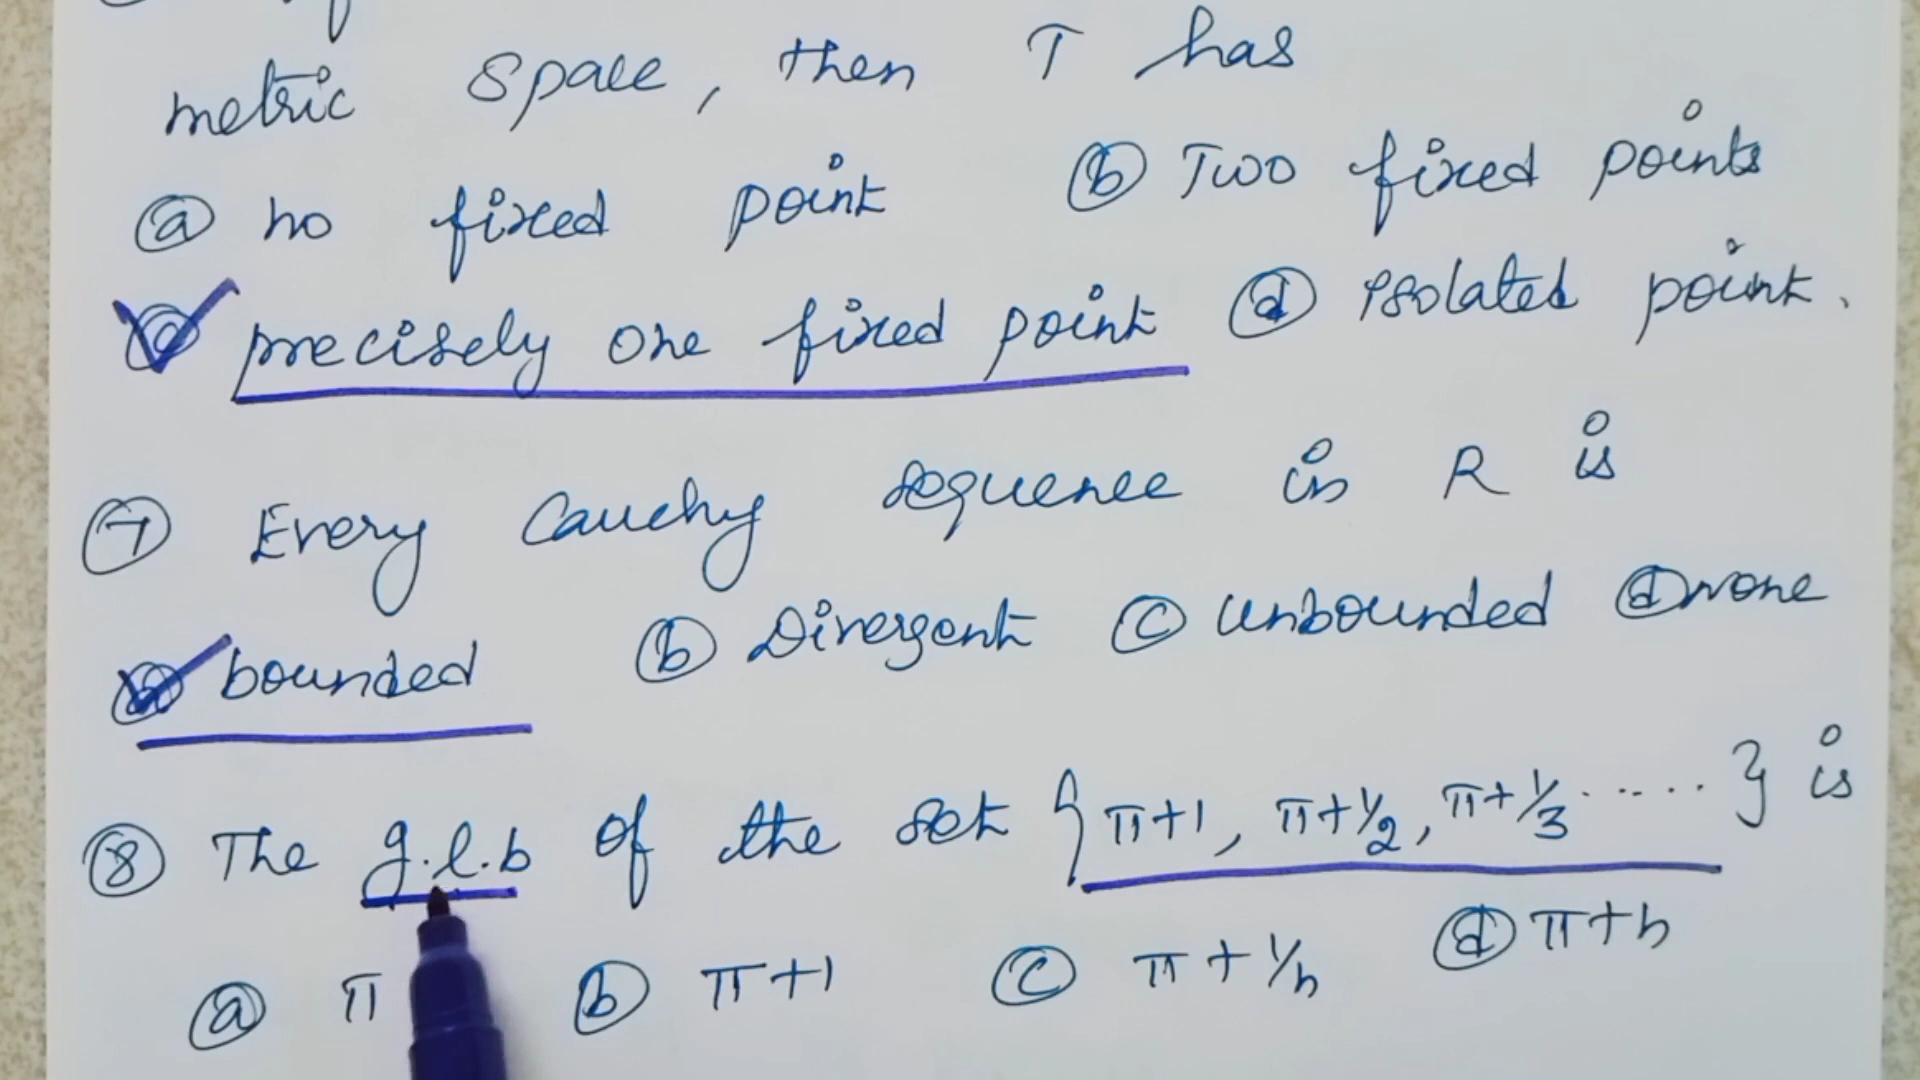 metric space, then T has
(a) no fixed point (b) Two fixed points
(c) precisely one fixed point (d) isolated point.
(7) Every Cauchy sequence in R is
(a) bounded (b) Divergent (c) unbounded (d) none
(8) The g.l.b of the set {π+1, π+1/2, π+1/3 ......} is
(a) π (b) π+1 (c) π+1/n (d) π+n